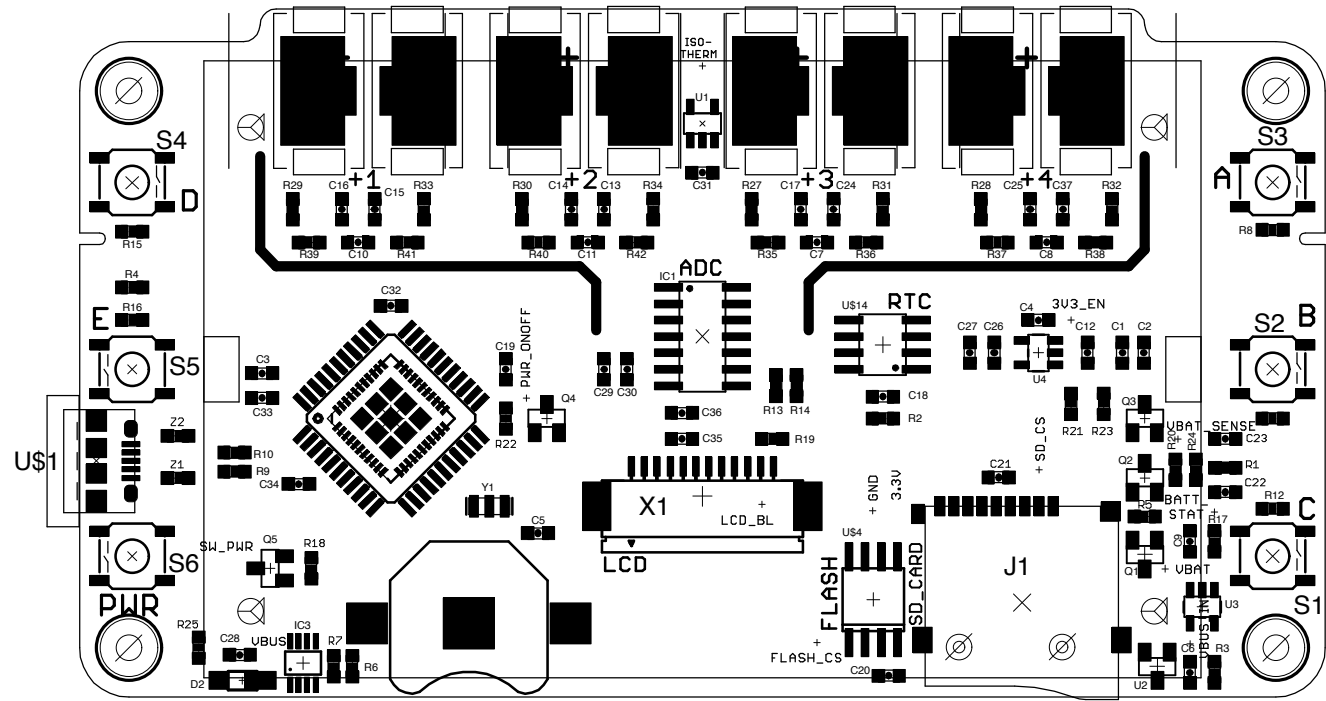 ISO-
THERM
+
U1
S4
S3
D
A
+1
+2
+3
+4
R29
C16
C15
R33
R30
C14
C13
R34
C31
R27
C17
C24
R31
R28
C25
C37
R32
R15
R8
R39
C10
R41
R40
C11
R42
R35
C7
R36
R37
C8
R38
R4
R16
E
S5
C32
IC1
ADC
U$14
RTC
C4
3V3_EN
+
B
S2
C27
C26
C12
C1
C2
U4
C3
C33
C19
PWR_ONOFF
+
Q4
R22
C29
C30
R13
R14
C36
C35
R19
C18
R2
R21
R23
Q3
VBAT_SENSE
+
C23
R20
R24
R1
C22
Q2
U$1
Z2
Z1
R10
R9
C34
Y1
C5
X1
LCD_BL
+
LCD
GND
+
3.3V
C21
SD_CS
+
BATT
STAT
+
R5
R12
C
C9
R17
Q1
VBAT
+
S6
PWR
SW_PWR
Q5
R18
U$4
FLASH
SD_CARD
J1
U3
S1
VBUS IN
+
R25
C28
VBUS
IC3
R7
R6
D2
FLASH_CS
+
C20
U2
C6
R3